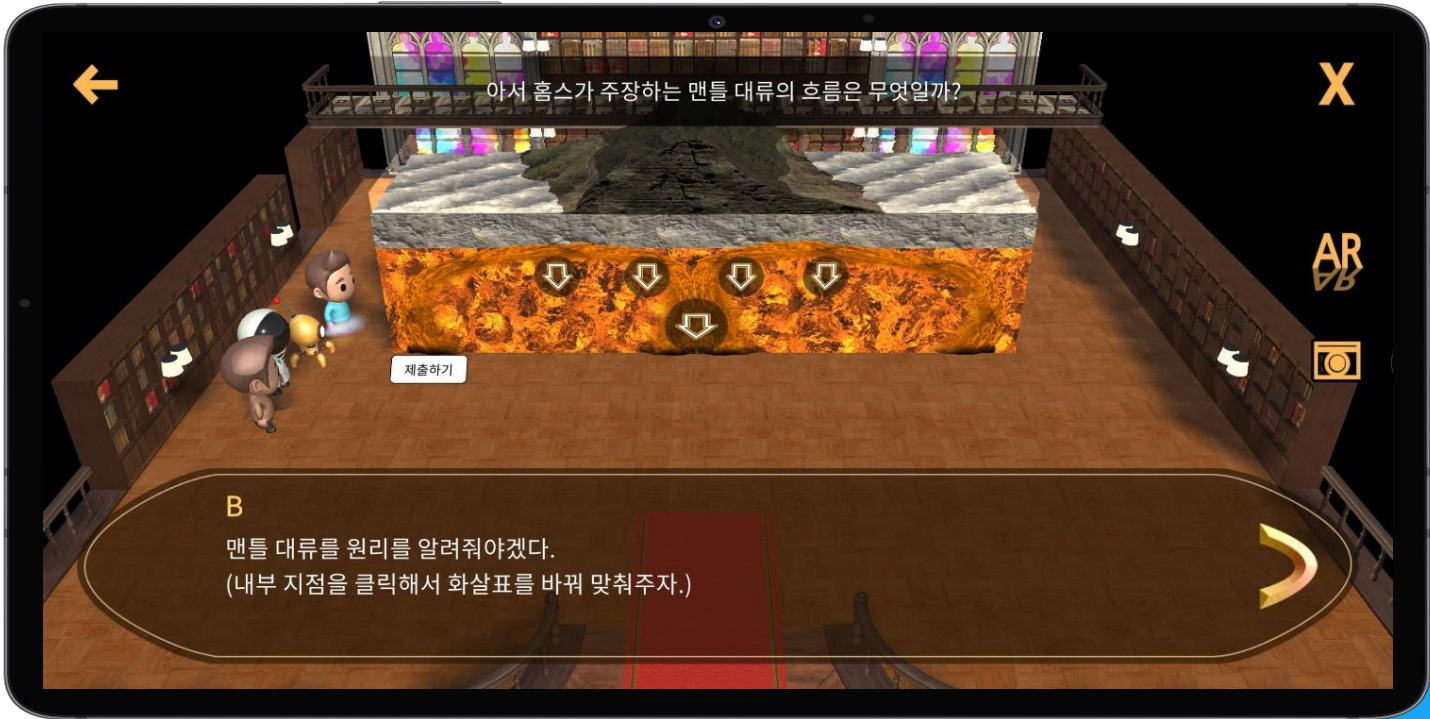 아서 홈스가 주장하는 맨틀 대류의 흐름은 무엇일까?
X
AR
제출하기
B
맨틀 대류를 원리를 알려줘야겠다.
(내부 지점을 클릭해서 화살표를 바꿔 맞춰주자.)